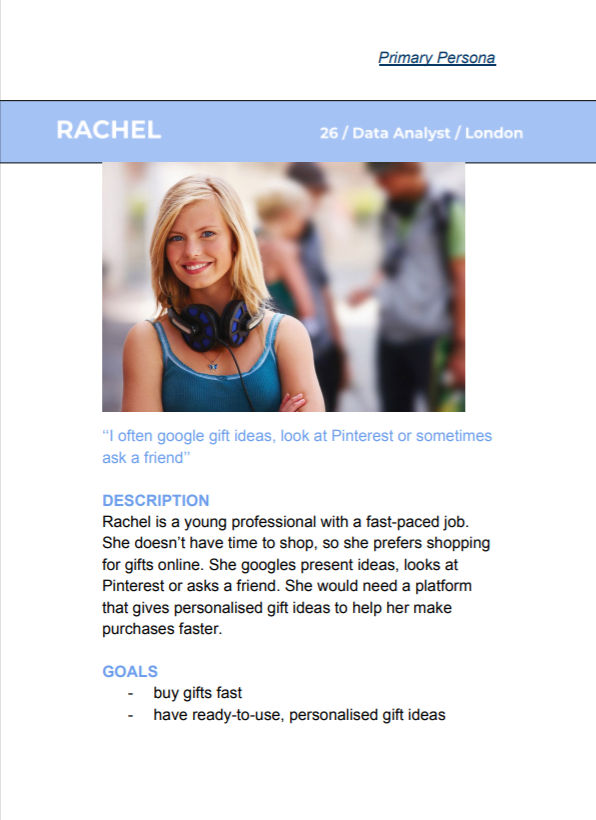 Primary Persona
RACHEL
26 / Data Analyst / London
“I often google gift ideas, look at Pinterest or sometimes
ask a friend”
DESCRIPTION
Rachel is a young professional with a fast-paced job.
She doesn’t have time to shop, so she prefers shopping
for gifts online. She googles present ideas, looks at
Pinterest or asks a friend. She would need a platform
that gives personalised gift ideas to help her make
purchases faster.
GOALS
- buy gifts fast
- have ready-to-use, personalised gift ideas